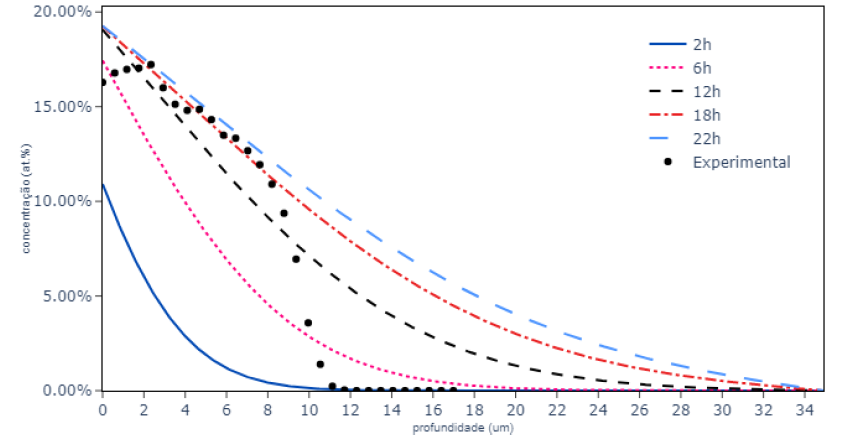 20.00%
15.00%
10.00%
5.00%
0.00%
concentração (at.%)
0 2 4 6 8 10 12 14 16 18 20 22 24 26 28 30 32 34
profundidade (um)
2h
6h
12h
18h
22h
Experimental